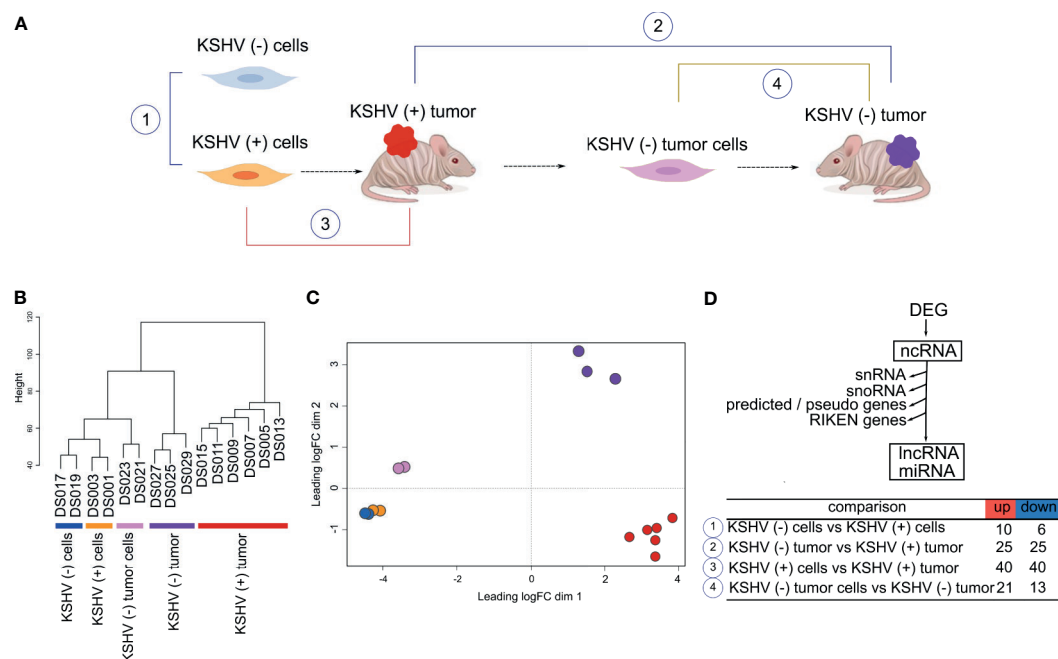 A
KSHV (-) cells
1
KSHV (+) cells
KSHV (+) tumor
3
2
KSHV (-) tumor cells
4
KSHV (-) tumor
B
Height
120
100
80
60
40
DS017
DS019
DS003
DS001
DS023
DS021
DS027
DS025
DS029
DS015
DS011
DS009
DS007
DS005
DS013
KSHV (-) cells
KSHV (+) cells
KSHV (-) tumor cells
KSHV (-) tumor
KSHV (+) tumor
C
Leading logFC dim 2
3
2
1
0
-1
-4
-2
0
2
4
Leading logFC dim 1
D
DEG
ncRNA
snRNA
snoRNA
predicted / pseudo genes
RIKEN genes
lncRNA
miRNA
comparison up down
1 KSHV (-) cells vs KSHV (+) cells 10 6
2 KSHV (-) tumor vs KSHV (+) tumor 25 25
3 KSHV (+) cells vs KSHV (+) tumor 40 40
4 KSHV (-) tumor cells vs KSHV (-) tumor 21 13